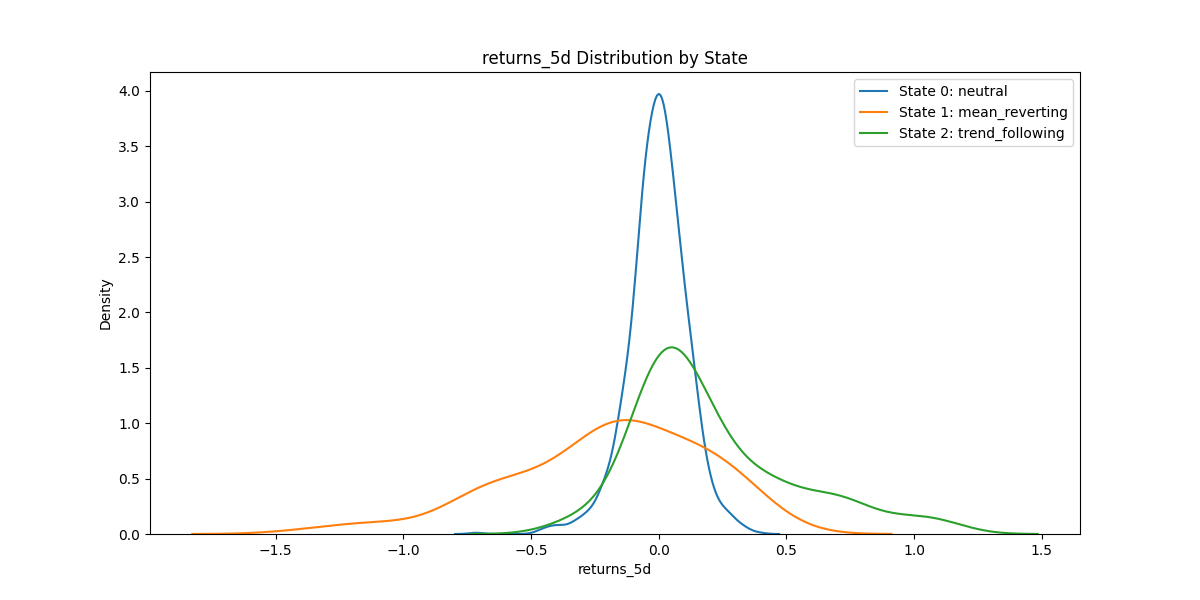 returns_5d Distribution by State
State 0: neutral
State 1: mean_reverting
State 2: trend_following
Density
4.0
3.5
3.0
2.5
2.0
1.5
1.0
0.5
0.0
−1.5 −1.0 −0.5 0.0 0.5 1.0 1.5
returns_5d